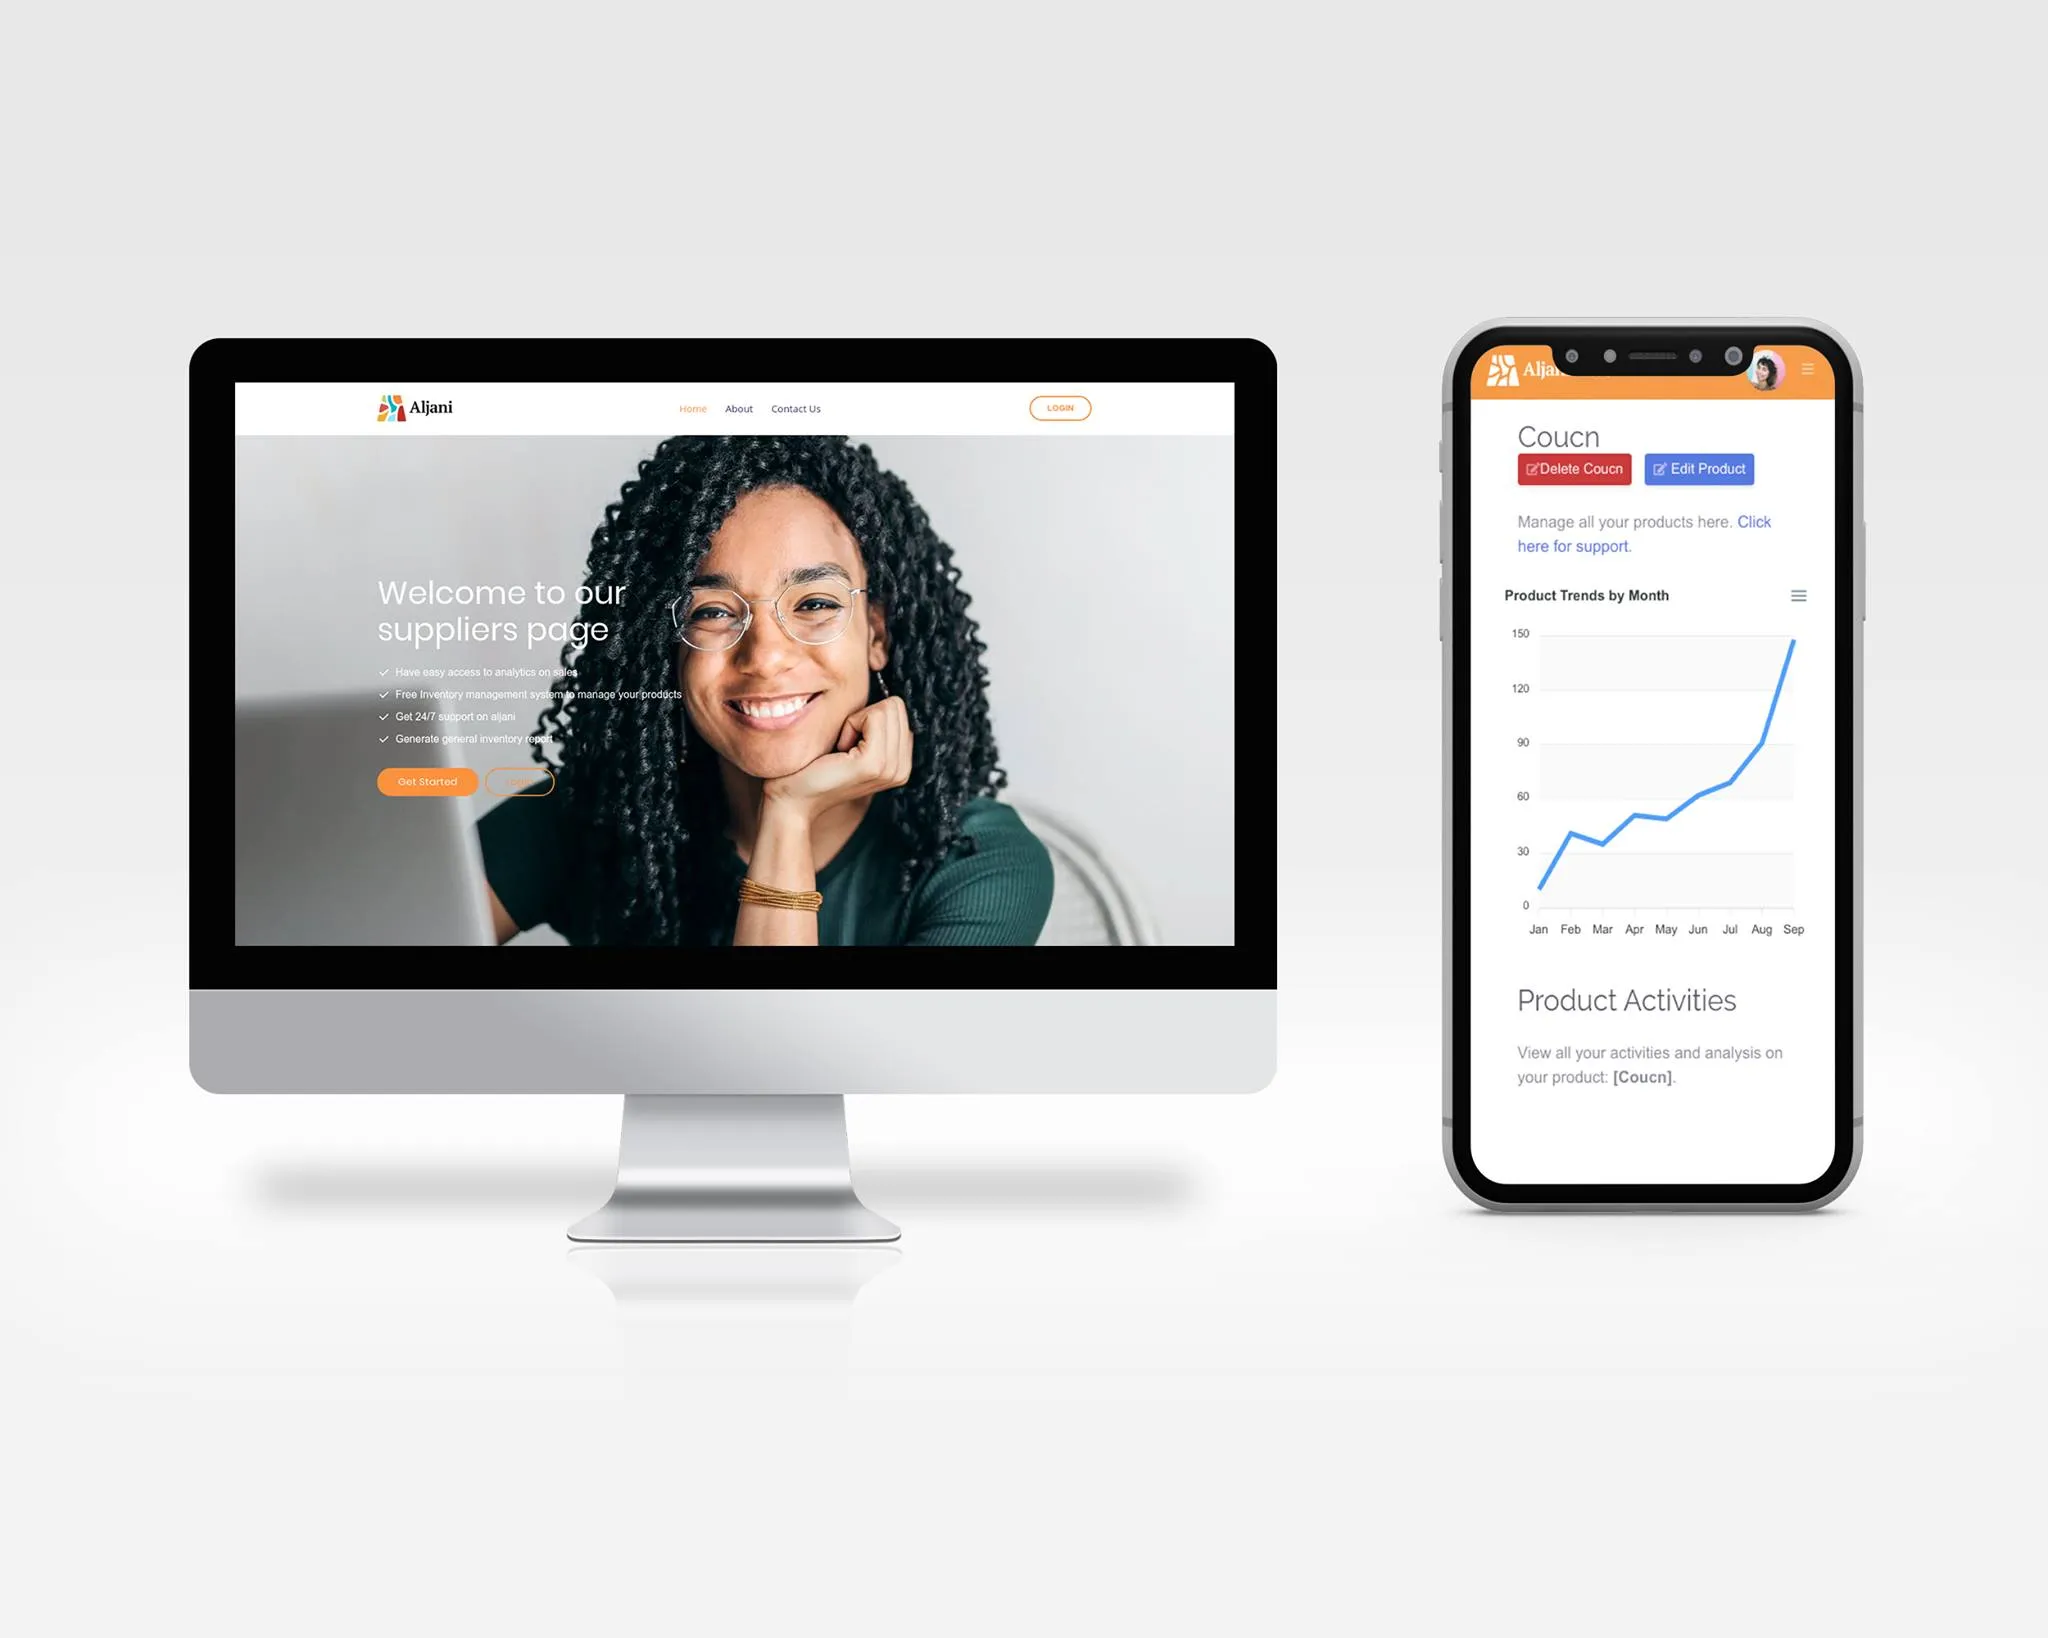 Aljani
Home About Contact Us
LOGIN
Welcome to our
suppliers page
Have easy access to analytics on sales
Free Inventory management system to manage your products
Get 24/7 support on aljani
Generate general inventory report
Get Started
Coucn
Delete Coucn Edit Product
Manage all your products here. Click
here for support.
Product Trends by Month
150
120
90
60
30
0
Jan Feb Mar Apr May Jun Jul Aug Sep
Product Activities
View all your activities and analysis on
your product: [Coucn].